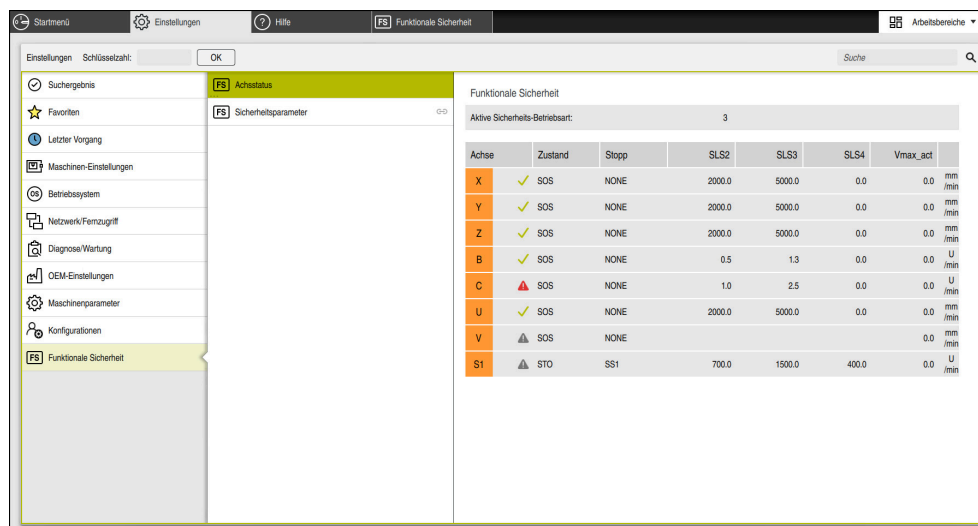 Startmenü Einstellungen ? Hilfe FS Funktionale Sicherheit Arbeitsbereiche
Einstellungen Schlüsselzahl: OK Suche
Suchergebnis
Favoriten
Letzter Vorgang
Maschinen-Einstellungen
OS Betriebssystem
Netzwerk/Fernzugriff
Diagnose/Wartung
OEM-Einstellungen
Maschinenparameter
Konfigurationen
FS Funktionale Sicherheit
FS Achsstatus
FS Sicherheitsparameter
Funktionale Sicherheit
Aktive Sicherheits-Betriebsart: 3
Achse Zustand Stopp SLS2 SLS3 SLS4 Vmax_act
X SOS NONE 2000.0 5000.0 0.0 0.0 mm/min
Y SOS NONE 2000.0 5000.0 0.0 0.0 mm/min
Z SOS NONE 2000.0 5000.0 0.0 0.0 mm/min
B SOS NONE 0.5 1.3 0.0 0.0 U/min
C SOS NONE 1.0 2.5 0.0 0.0 U/min
U SOS NONE 2000.0 5000.0 0.0 0.0 mm/min
V SOS NONE 0.0 mm/min
S1 STO SS1 700.0 1500.0 400.0 0.0 U/min